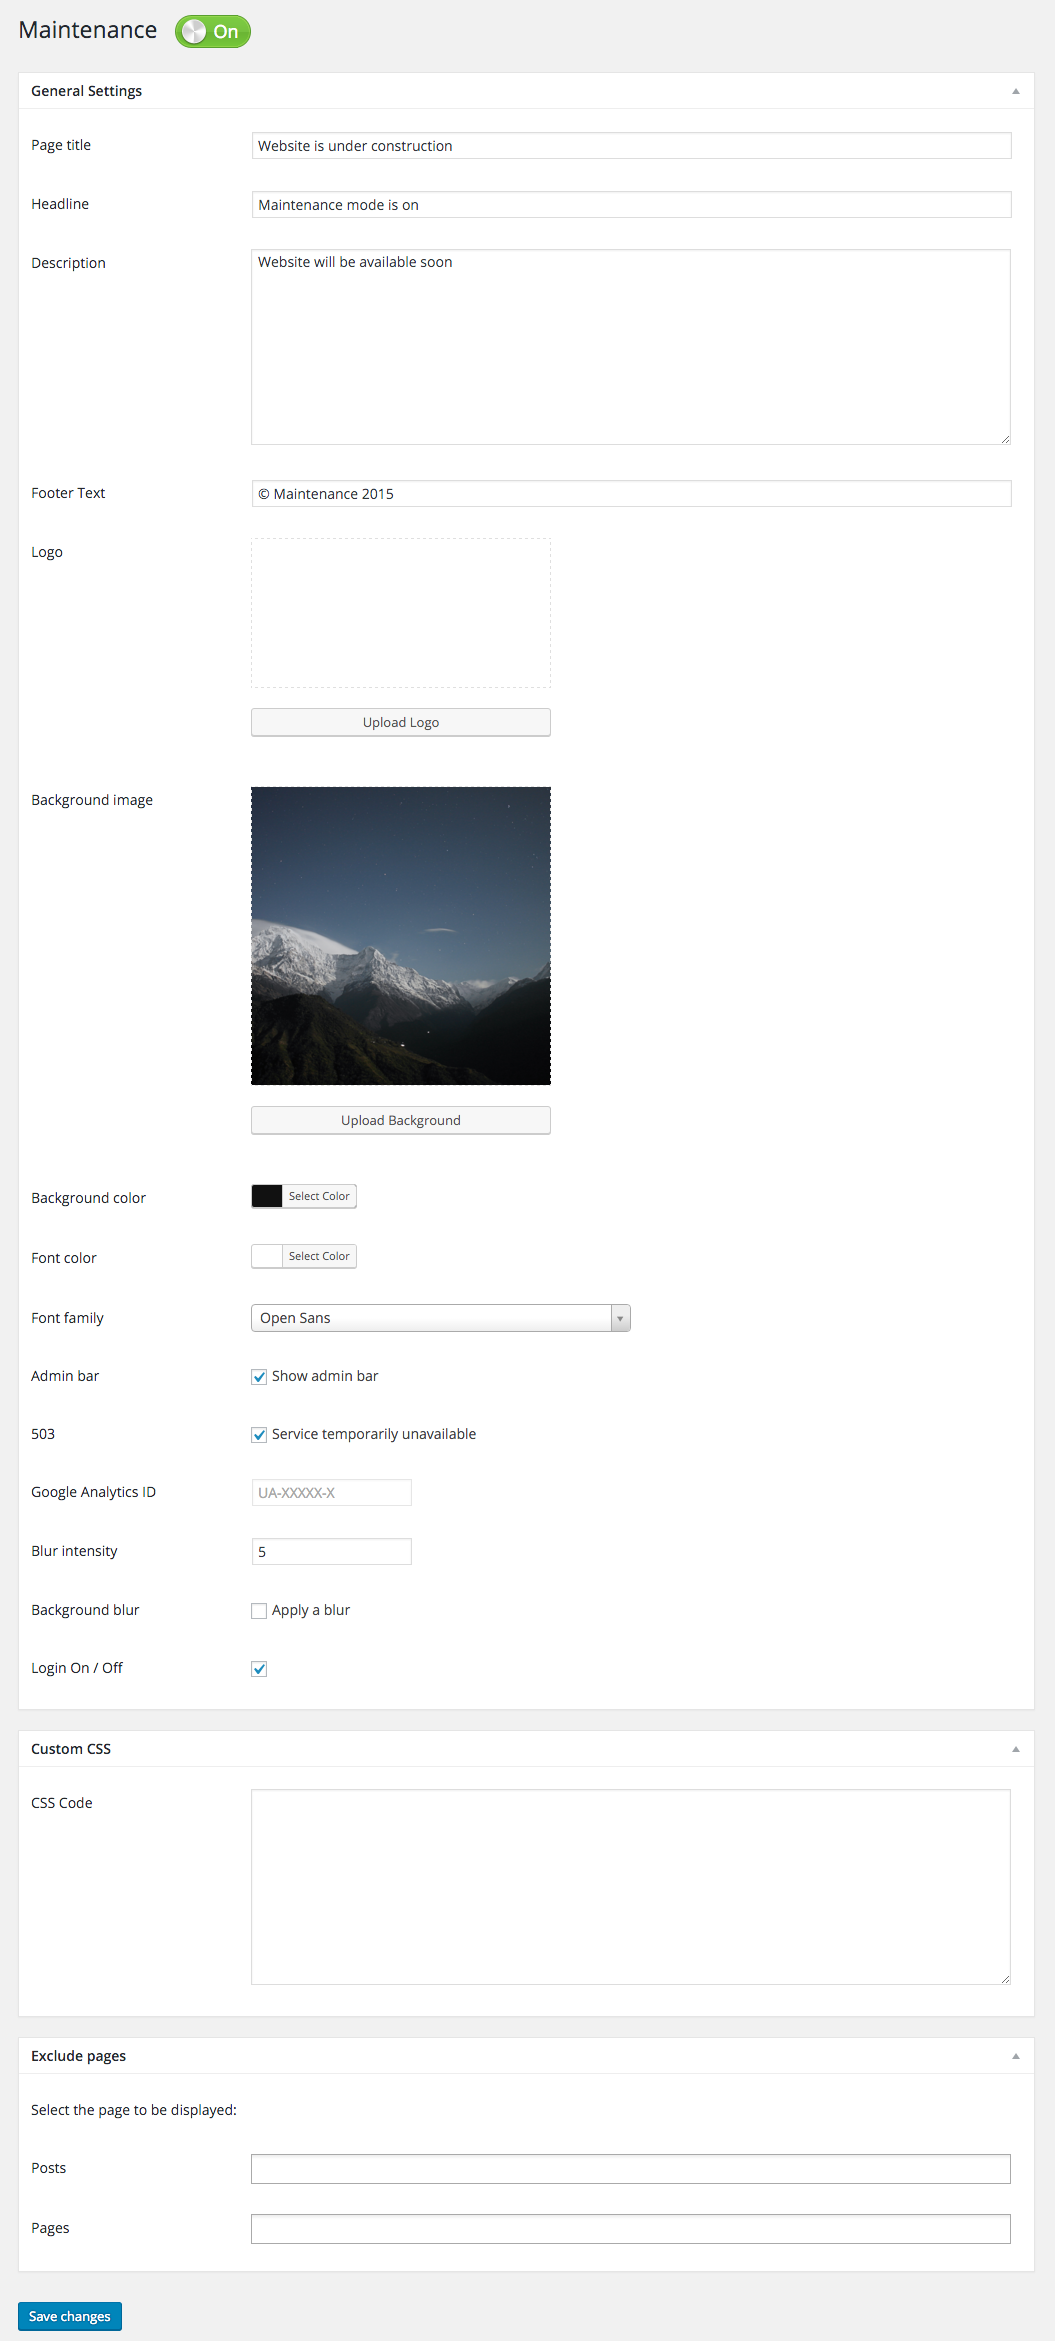 Maintenance On
General Settings
Page title Website is under construction
Headline Maintenance mode is on
Description Website will be available soon
Footer Text © Maintenance 2015
Logo
Upload Logo
Background image
Upload Background
Background color Select Color
Font color Select Color
Font family Open Sans
Admin bar Show admin bar
503 Service temporarily unavailable
Google Analytics ID UA-XXXXX-X
Blur intensity 5
Background blur Apply a blur
Login On / Off
Custom CSS
CSS Code
Exclude pages
Select the page to be displayed:
Posts
Pages
Save changes